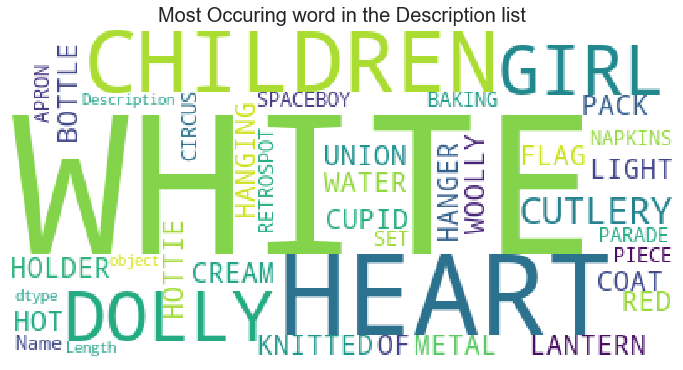 Most Occuring word in the Description list
CHILDREN
GIRL
APRON
BOTTLE
Description
CIRCUS
SPACEBOY
BAKING
PACK
WHITE
HANGING
RETROSPOT
UNION
WATER
HANGER
WOOLLY
FLAG
NAPKINS
LIGHT
CUPID
CUTLERY
SET
PARADE
HOLDER
object
HOTTIE
CREAM
HEART
PIECE
COAT
dtype
DOLLY
RED
HOT
Name
Length
KNITTED
OF
METAL
LANTERN